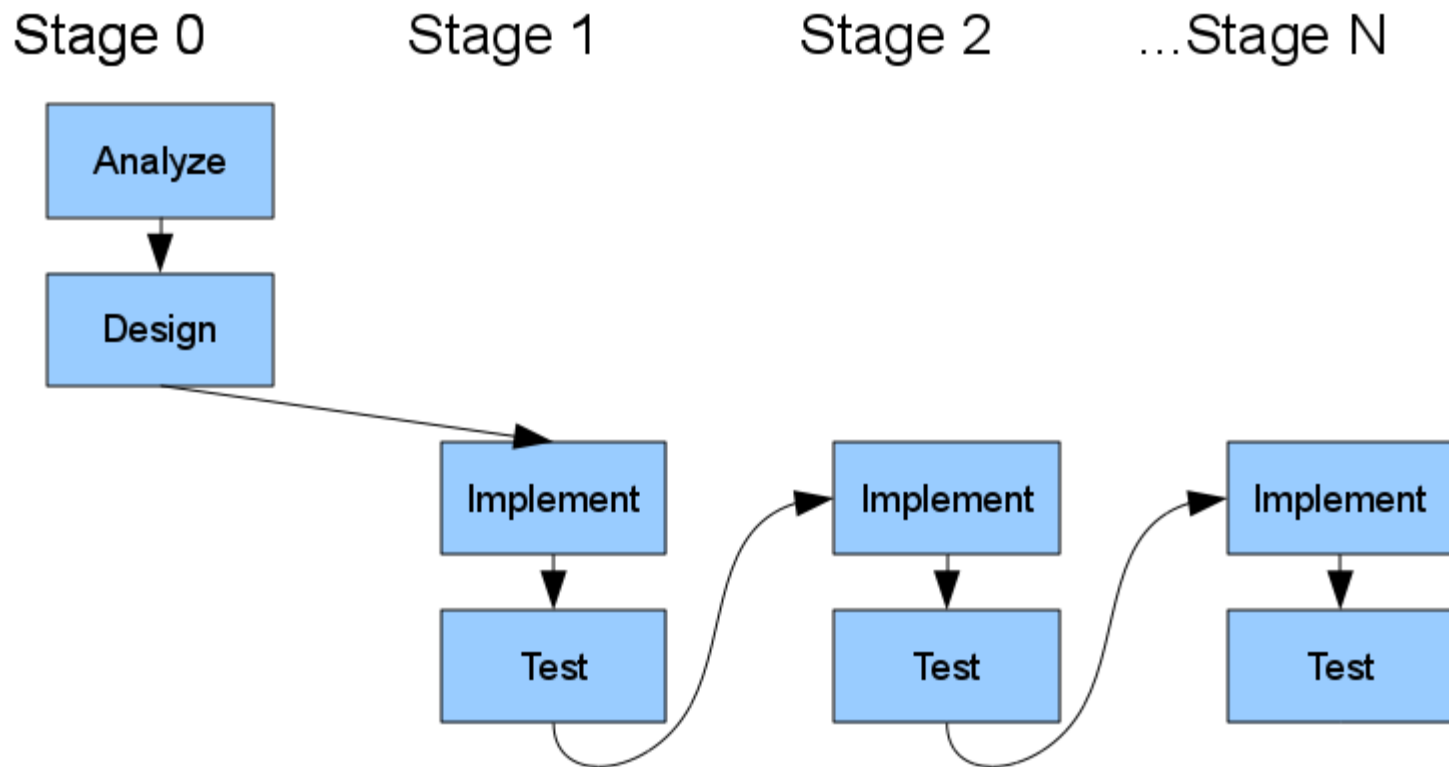 Stage 0 Stage 1 Stage 2 ...Stage N
Analyze
Design
Implement Implement Implement
Test Test Test